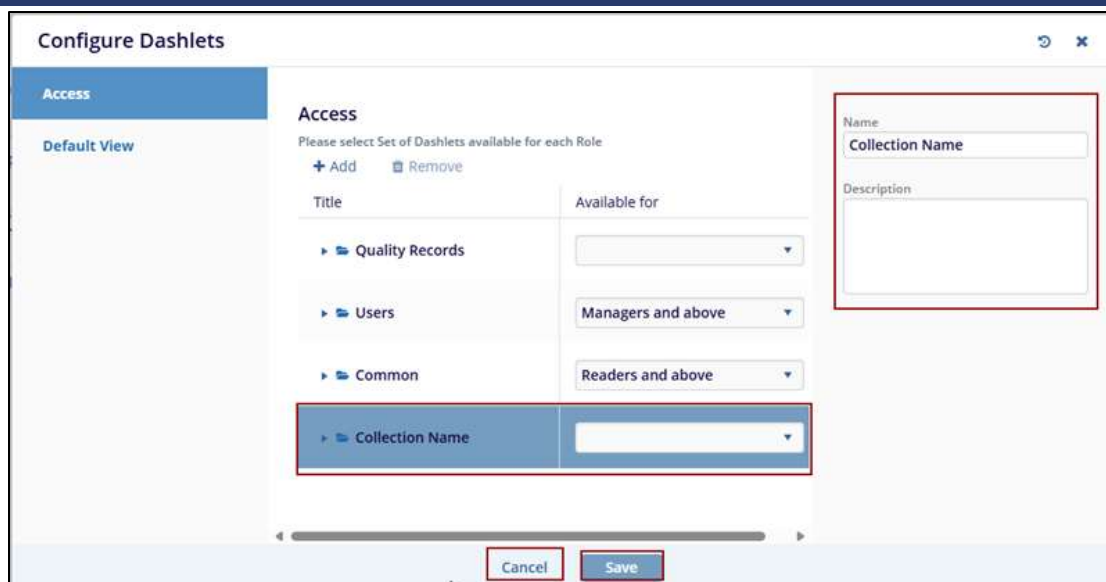 Configure Dashlets
Access
Default View
Access
Please select Set of Dashlets available for each Role
+ Add Remove
Title Available for
Quality Records
Users Managers and above
Common Readers and above
Collection Name
Name
Collection Name
Description
Cancel Save